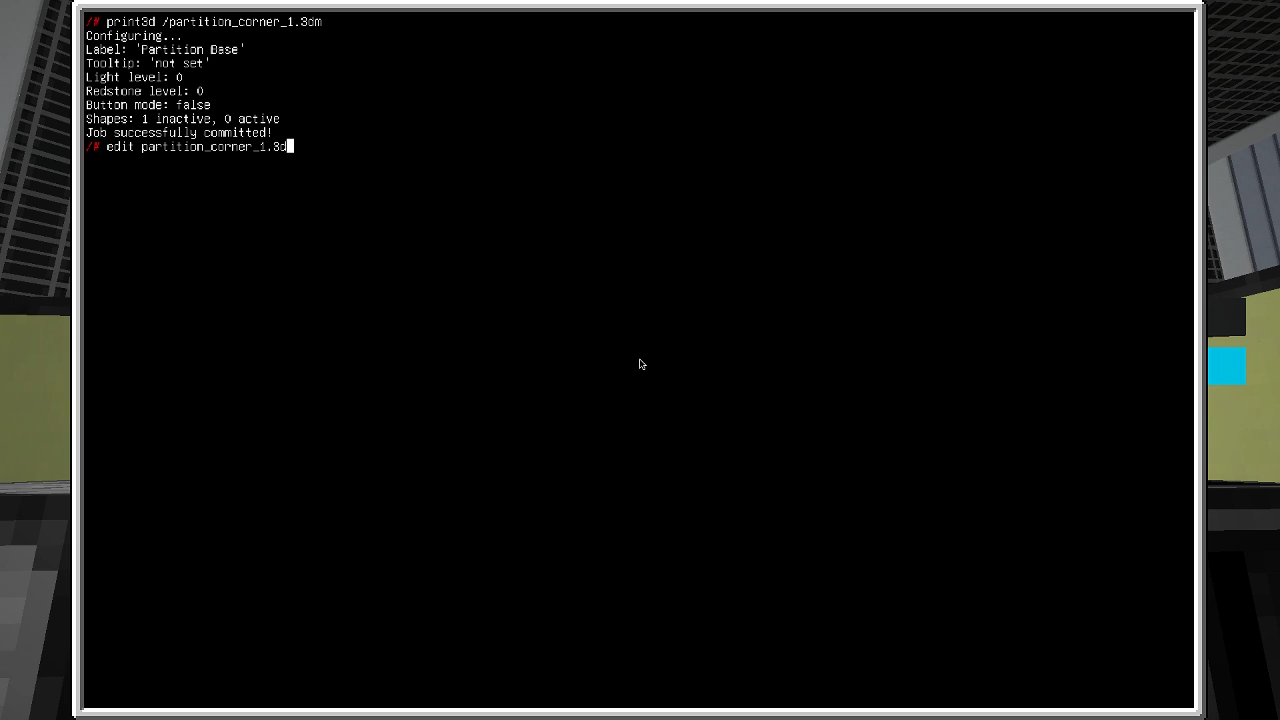 /# print3d /partition_corner_1.3dm
Configuring...
Label: 'Partition Base'
Tooltip: 'not set'
Light level: 0
Redstone level: 0
Button mode: false
Shapes: 1 inactive, 0 active
Job successfully committed!
/# edit partition_corner_1.3d